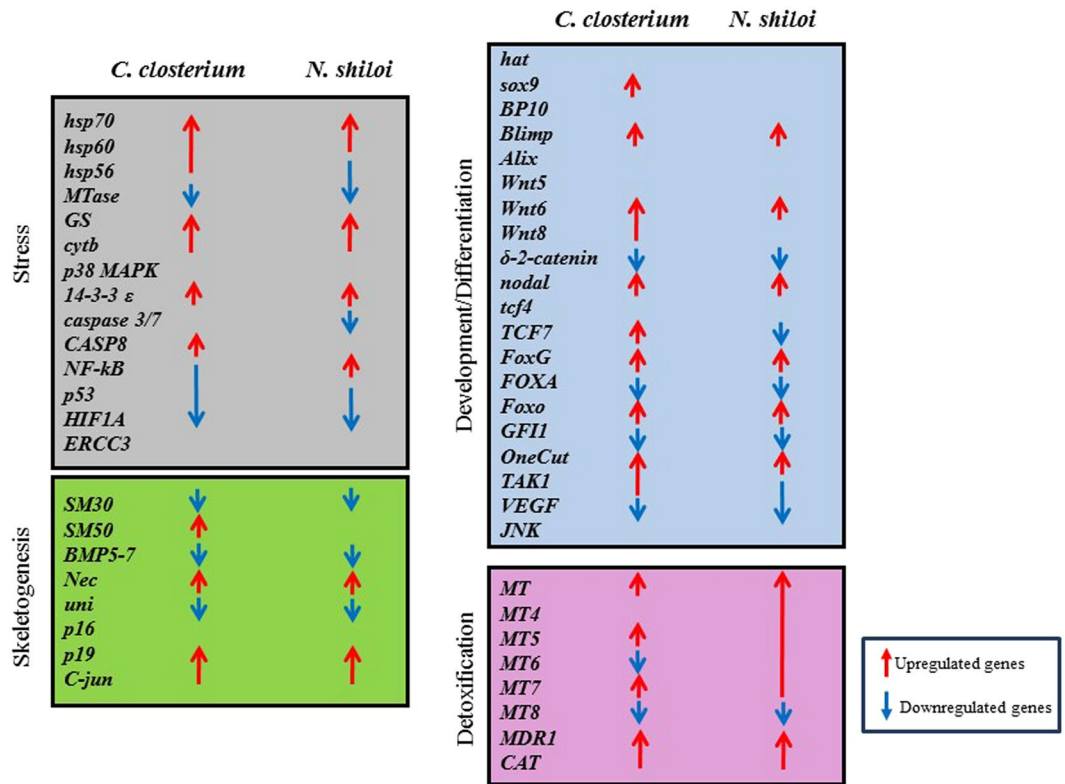 C. closterium N. shiloi
Stress
hsp70
hsp60
hsp56
MTase
GS
cytb
p38 MAPK
14-3-3 ε
caspase 3/7
CASP8
NF-kB
p53
HIF1A
ERCC3
Skeletogenesis
SM30
SM50
BMP5-7
Nec
uni
p16
p19
C-jun
C. closterium N. shiloi
Development/Differentiation
hat
sox9
BP10
Blimp
Alix
Wnt5
Wnt6
Wnt8
δ-2-catenin
nodal
tcf4
TCF7
FoxG
FOXA
Foxo
GFI1
OneCut
TAK1
VEGF
JNK
Detoxification
MT
MT4
MT5
MT6
MT7
MT8
MDR1
CAT
Upregulated genes
Downregulated genes